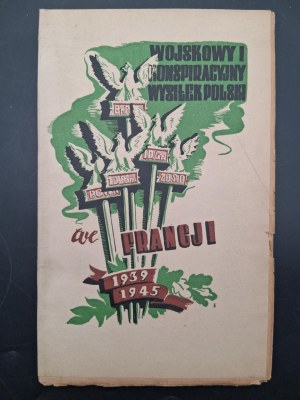 WOJSKOWY I
KONSPIRACYJNY
WYSIŁEK POLSKI
we FRANCJI
1939
1945